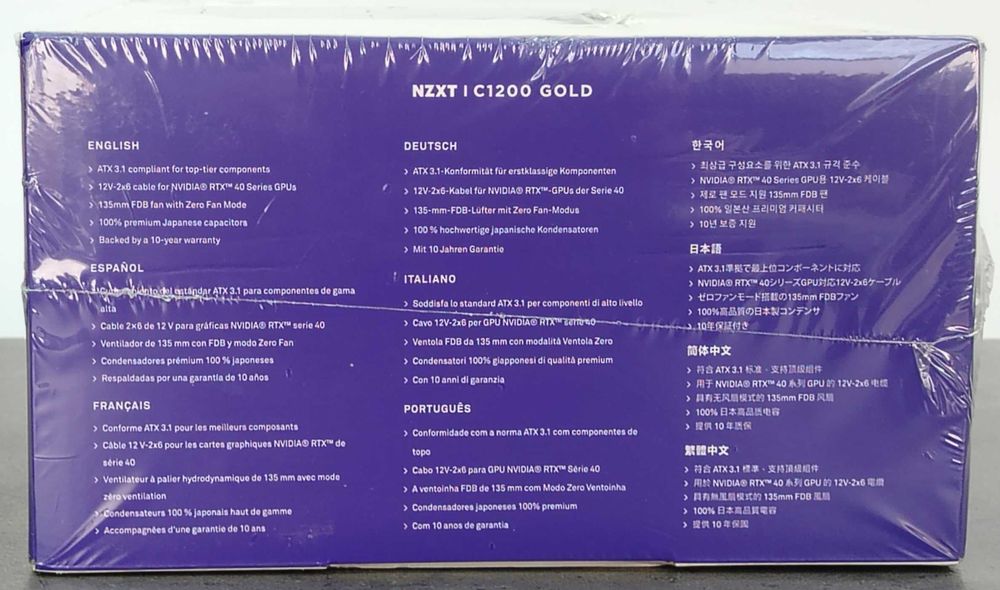 NZXT | C1200 GOLD
ENGLISH
› ATX 3.1 compliant for top-tier components
› 12V-2x6 cable for NVIDIA® RTX™ 40 Series GPUs
› 135mm FDB fan with Zero Fan Mode
› 100% premium Japanese capacitors
› Backed by a 10-year warranty
ESPAÑOL
› Cumplimiento del estándar ATX 3.1 para componentes de gama
alta
› Cable 2×6 de 12 V para gráficas NVIDIA® RTX™ serie 40
› Ventilador de 135 mm con FDB y modo Zero Fan
› Condensadores prémium 100 % japoneses
› Respaldadas por una garantía de 10 años
FRANÇAIS
› Conforme ATX 3.1 pour les meilleurs composants
› Câble 12 V-2x6 pour les cartes graphiques NVIDIA® RTX™ de
série 40
› Ventilateur à palier hydrodynamique de 135 mm avec mode
zéro ventilation
› Condensateurs 100 % japonais haut de gamme
› Accompagnées d'une garantie de 10 ans
DEUTSCH
› ATX 3.1-Konformität für erstklassige Komponenten
› 12V-2x6-Kabel für NVIDIA® RTX™-GPUs der Serie 40
› 135-mm-FDB-Lüfter mit Zero Fan-Modus
› 100 % hochwertige japanische Kondensatoren
› Mit 10 Jahren Garantie
ITALIANO
› Soddisfa lo standard ATX 3.1 per componenti di alto livello
› Cavo 12V-2x6 per GPU NVIDIA® RTX™ serie 40
› Ventola FDB da 135 mm con modalità Ventola Zero
› Condensatori 100% giapponesi di qualità premium
› Con 10 anni di garanzia
PORTUGUÊS
› Conformidade com a norma ATX 3.1 com componentes de
topo
› Cabo 12V-2x6 para GPU NVIDIA® RTX™ Série 40
› A ventoinha FDB de 135 mm com Modo Zero Ventoinha
› Condensadores japoneses 100% premium
› Com 10 anos de garantia
한국어
› 최상급 구성요소를 위한 ATX 3.1 규격 준수
› NVIDIA® RTX™ 40 Series GPU용 12V-2x6 케이블
› 제로 팬 모드 지원 135mm FDB 팬
› 100% 일본산 프리미엄 커패시터
› 10년 보증 지원
日本語
› ATX 3.1準拠で最上位コンポーネントに対応
› NVIDIA® RTX™ 40シリーズGPU対応12V-2x6ケーブル
› ゼロファンモード搭載の135mm FDBファン
› 100%高品質の日本製コンデンサ
› 10年保証付き
简体中文
› 符合 ATX 3.1 标准、支持顶级组件
› 用于 NVIDIA® RTX™ 40 系列 GPU 的 12V-2x6 电缆
› 具有无风扇模式的 135mm FDB 风扇
› 100% 日本高品质电容
› 提供 10 年质保
繁體中文
› 符合 ATX 3.1 標準、支持頂級組件
› 用於 NVIDIA® RTX™ 40 系列 GPU 的 12V-2x6 電纜
› 具有無風扇模式的 135mm FDB 風扇
› 100% 日本高品質電容
› 提供 10 年保固